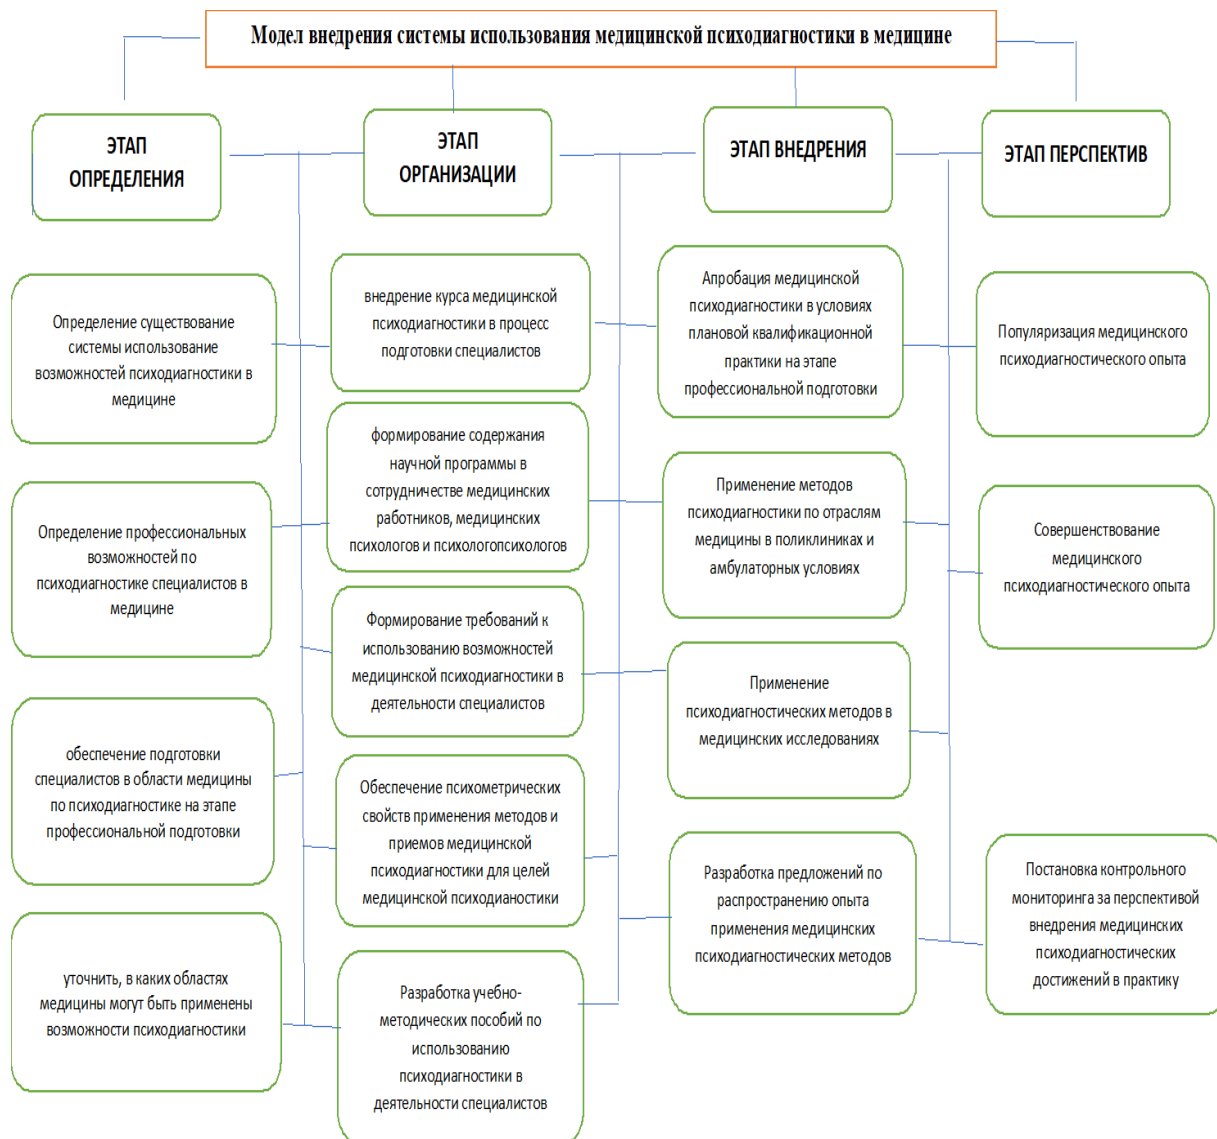 Модел внедрения системы использования медицинской психодиагностики в медицине
ЭТАП
ОПРЕДЕЛЕНИЯ
Определение существование
системы использование
возможностей психодиагностики в
медицине
Определение профессиональных
возможностей по
психодиагностике специалистов в
медицине
обеспечение подготовки
специалистов в области медицины
по психодиагностике на этапе
профессиональной подготовки
уточнить, в каких областях
медицины могут быть применены
возможности психодиагностики
ЭТАП
ОРГАНИЗАЦИИ
внедрение курса медицинской
психодиагностики в процесс
подготовки специалистов
формирование содержания
научной программы в
сотрудничестве медицинских
работников, медицинских
психологов и психологопсихологов
Формирование требований к
использованию возможностей
медицинской психодиагностики в
деятельности специалистов
Обеспечение психометрических
свойств применения методов и
приемов медицинской
психодиагностики для целей
медицинской психодианостики
Разработка учебно-
методических пособий по
использованию
психодиагностики в
деятельности специалистов
ЭТАП ВНЕДРЕНИЯ
Апробация медицинской
психодиагностики в условиях
плановой квалификационной
практики на этапе
профессиональной подготовки
Применение методов
психодиагностики по отраслям
медицины в поликлиниках и
амбулаторных условиях
Применение
психодиагностических методов в
медицинских исследованиях
Разработка предложений по
распространению опыта
применения медицинских
психодиагностических методов
ЭТАП ПЕРСПЕКТИВ
Популяризация медицинского
психодиагностического опыта
Совершенствование
медицинского
психодиагностического опыта
Постановка контрольного
мониторинга за перспективой
внедрения медицинских
психодиагностических
достижений в практику